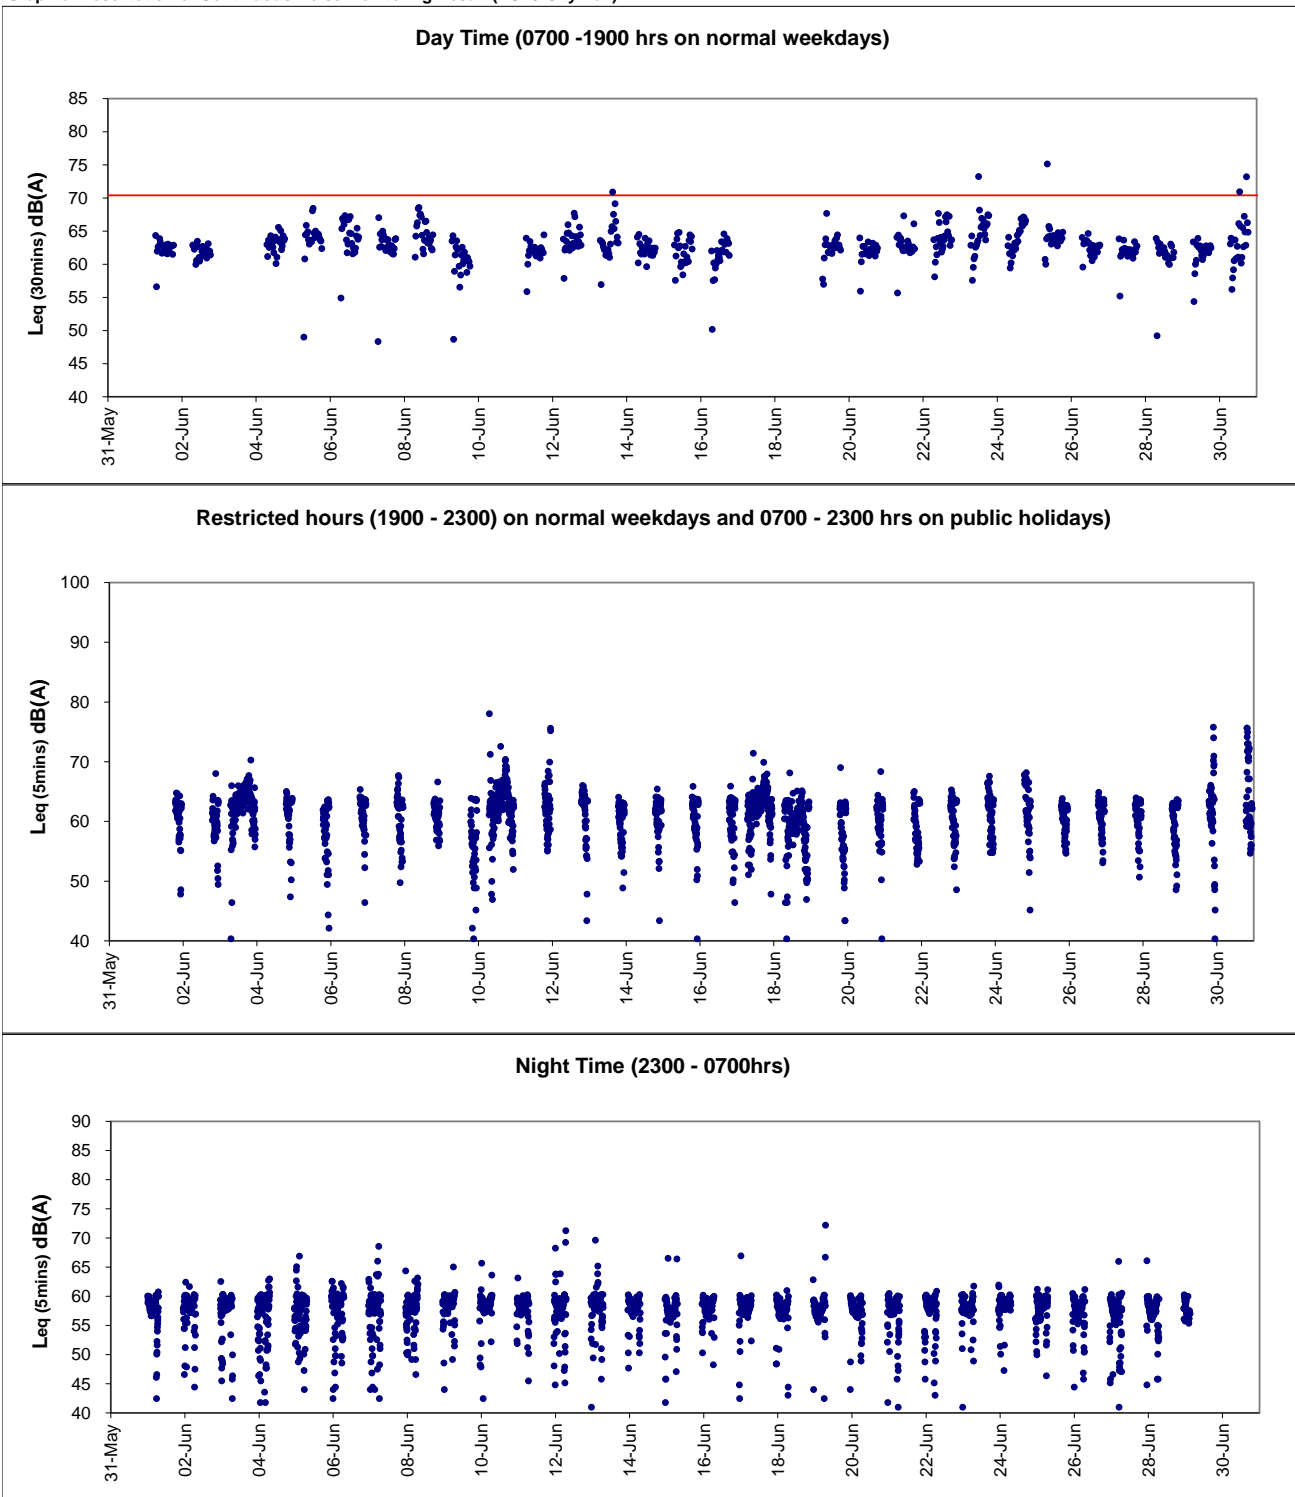 Day Time (0700 -1900 hrs on normal weekdays)
Leq (30mins) dB(A)
85
80
75
70
65
60
55
50
45
40
31-May
02-Jun
04-Jun
06-Jun
08-Jun
10-Jun
12-Jun
14-Jun
16-Jun
18-Jun
20-Jun
22-Jun
24-Jun
26-Jun
28-Jun
30-Jun
Restricted hours (1900 - 2300) on normal weekdays and 0700 - 2300 hrs on public holidays)
Leq (5mins) dB(A)
100
90
80
70
60
50
40
31-May
02-Jun
04-Jun
06-Jun
08-Jun
10-Jun
12-Jun
14-Jun
16-Jun
18-Jun
20-Jun
22-Jun
24-Jun
26-Jun
28-Jun
30-Jun
Night Time (2300 - 0700hrs)
Leq (5mins) dB(A)
90
85
80
75
70
65
60
55
50
45
40
31-May
02-Jun
04-Jun
06-Jun
08-Jun
10-Jun
12-Jun
14-Jun
16-Jun
18-Jun
20-Jun
22-Jun
24-Jun
26-Jun
28-Jun
30-Jun